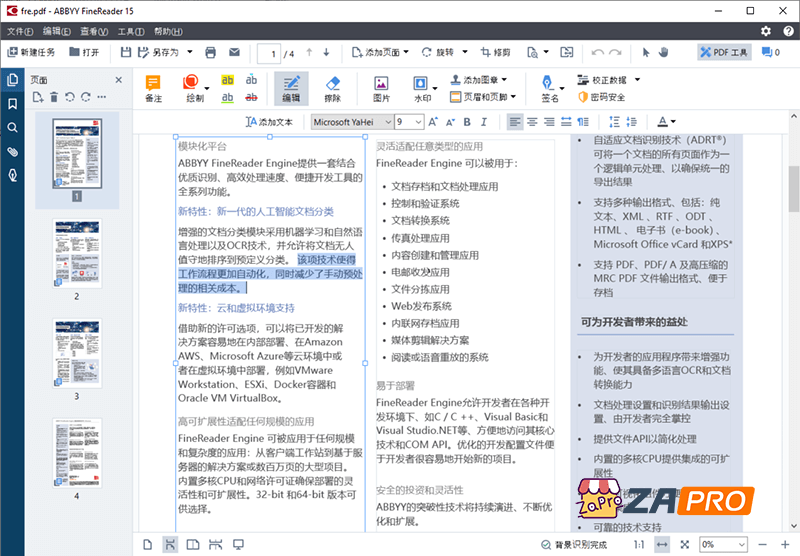 fre.pdf - ABBYY FineReader 15
文件(F) 编辑(E) 查看(V) 工具(T) 帮助(H)
新建任务 打开 另存为 1 / 4 添加页面 旋转 修剪 PDF 工具 0
备注 绘制 ab ab ab ab 编辑 擦除 图片 水印 添加图章 页眉和页脚 签名 校正数据 密码安全
添加文本 Microsoft YaHei 9 B I A
页面
1
2
3
4
模块化平台
ABBYY FineReader Engine提供一套结合
优质识别、高效处理速度、便捷开发工具的
全系列功能。
新特性：新一代的人工智能文档分类
增强的文档分类模块采用机器学习和自然语
言处理以及OCR技术，并允许将文档无人
值守地排序到预定义分类。 该项技术使得
工作流程更加自动化，同时减少了手动预处
理的相关成本。
新特性：云和虚拟环境支持
借助新的许可选项，可以将已开发的解
决方案容易地在内部部署、在Amazon
AWS、Microsoft Azure等云环境中或
者在虚拟环境中部署，例如VMware
Workstation、ESXi、Docker容器和
Oracle VM VirtualBox。
高可扩展性适配任何规模的应用
FineReader Engine 可被应用于任何规模
和复杂度的应用：从客户端工作站到基于服
务器的解决方案或数百万页的大型项目。
内置多核CPU和网络许可证确保部署的灵
活性和可扩展性。32-bit 和64-bit 版本可
供选择。
灵活适配任意类型的应用
FineReader Engine 可以被用于：
• 文档存档和文档处理应用
• 控制和验证系统
• 文档转换系统
• 传真处理应用
• 内容创建和管理应用
• 电邮收发应用
• 文件分拣应用
• Web发布系统
• 内联网存档应用
• 媒体剪辑解决方案
• 阅读或语音重放的系统
易于部署
FineReader Engine允许开发者在各种开
发环境下、如C / C ++、Visual Basic和
Visual Studio.NET等、方便地访问其核心
技术和COM API。优化的开发配置文件便
于开发者很容易地开始新的项目。
安全的投资和灵活性
ABBYY的突破性技术将持续演进、不断优
化和扩展。
• 自适应文档识别技术（ADRT®）
可将一个文档的所有页面作为一
个逻辑单元处理、以确保统一的
导出结果
• 支持多种输出格式、包括：纯
文本、XML 、RTF 、ODT 、
HTML 、 电子书（e-book）、
Microsoft Office vCard 和XPS*
• 支持 PDF、PDF/ A 及高压缩的
MRC PDF 文件输出格式、便于
存档
可为开发者带来的益处
• 为开发者的应用程序带来增强功
能、使其具备多语言OCR和文档
转换能力
• 文档处理设置和识别结果输出设
置、由开发者完全掌控
• 提供文件API以简化处理
• 内置的多核CPU提供集成的可扩
展性
• 可靠的技术支持
ZAPRO
ZAPRO
背景识别完成 1:1 0%